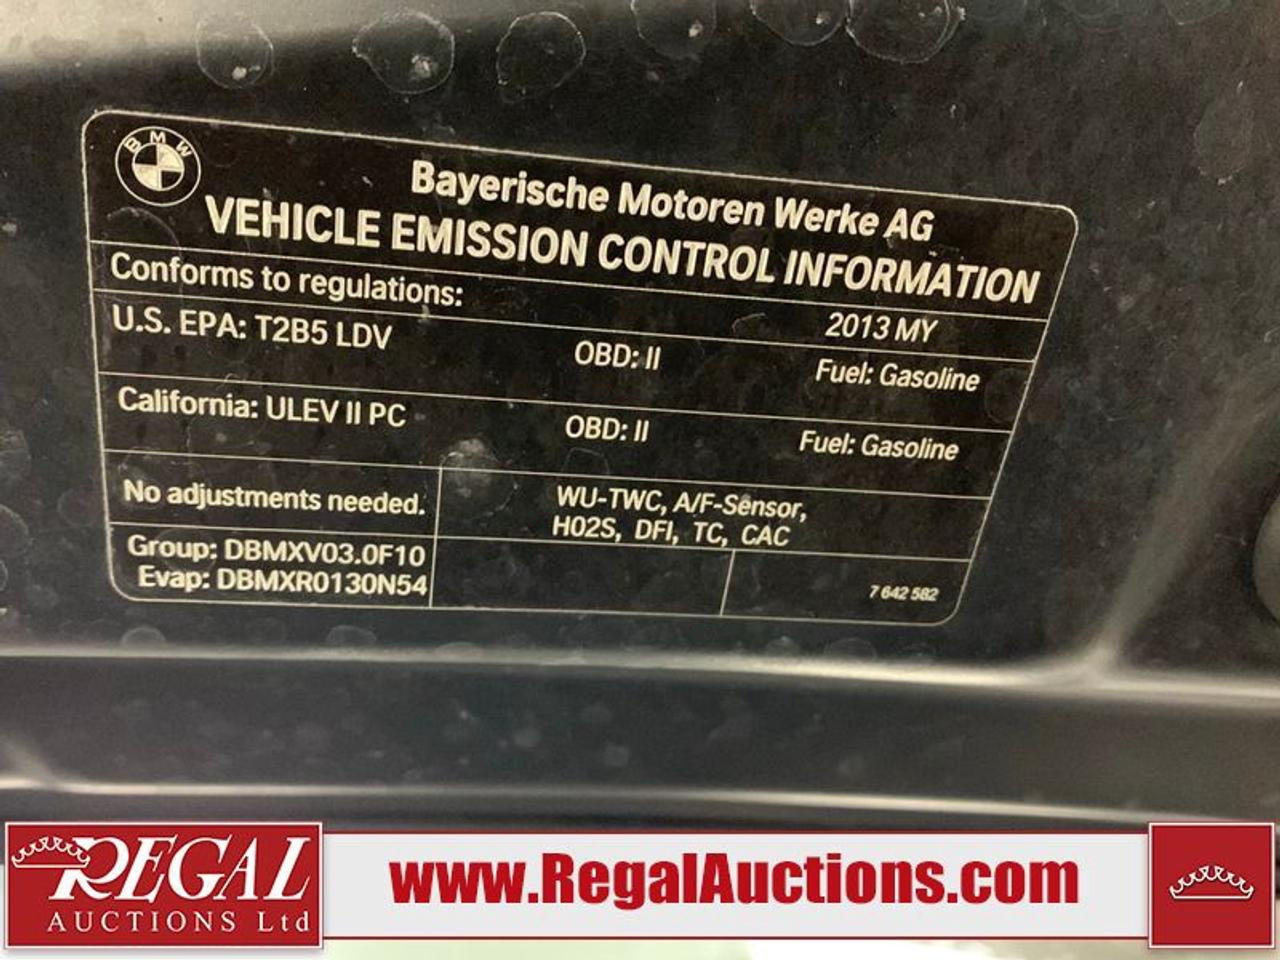 BMW
Bayerische Motoren Werke AG
VEHICLE EMISSION CONTROL INFORMATION
Conforms to regulations: 2013 MY
U.S. EPA: T2B5 LDV OBD: II Fuel: Gasoline
California: ULEV II PC OBD: II Fuel: Gasoline
No adjustments needed. WU-TWC, A/F-Sensor,
H02S, DFI, TC, CAC
Group: DBMXV03.0F10
Evap: DBMXR0130N54
7 642 582
REGAL
AUCTIONS Ltd
www.RegalAuctions.com